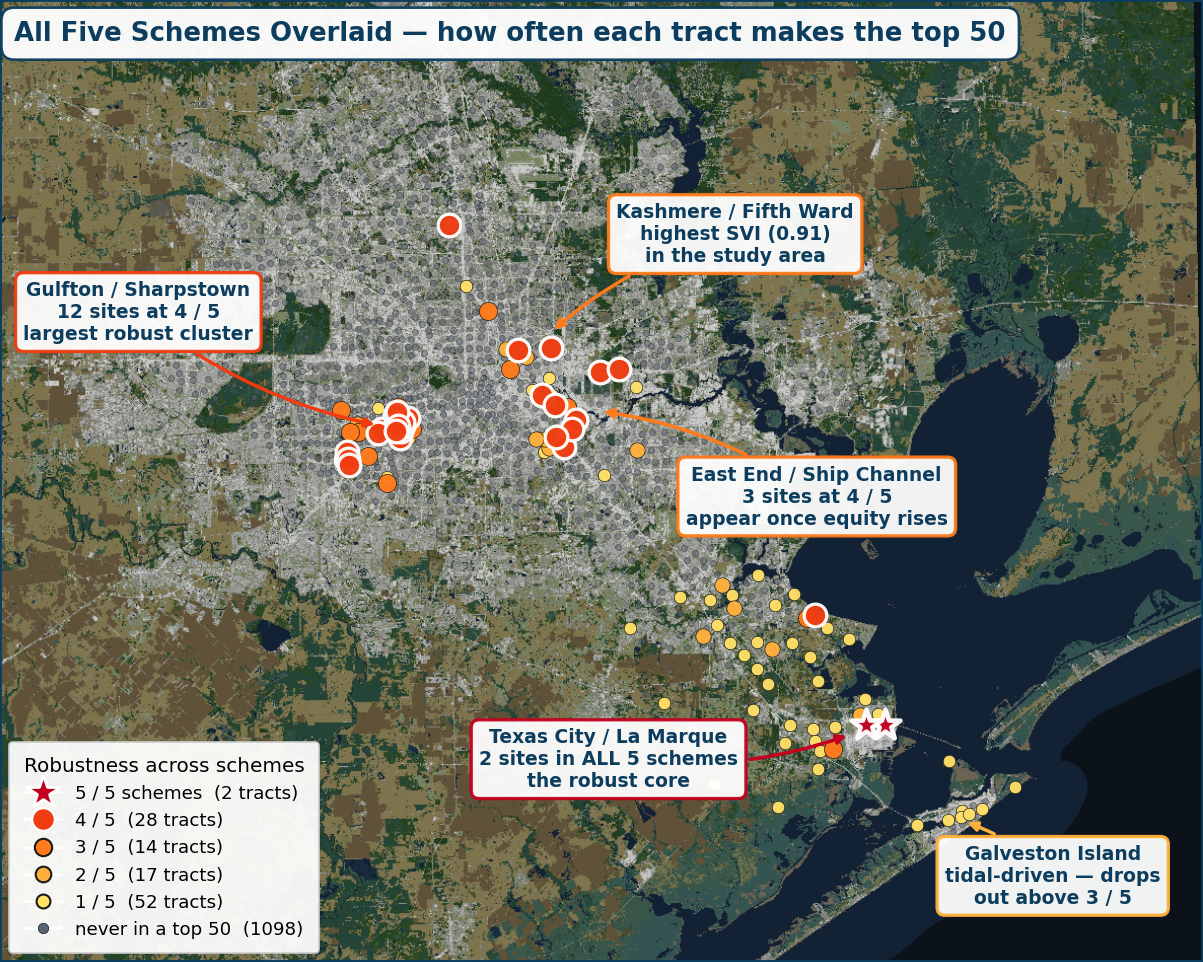 All Five Schemes Overlaid — how often each tract makes the top 50
Kashmere / Fifth Ward
highest SVI (0.91)
in the study area
Gulfton / Sharpstown
12 sites at 4 / 5
largest robust cluster
East End / Ship Channel
3 sites at 4 / 5
appear once equity rises
Texas City / La Marque
2 sites in ALL 5 schemes
the robust core
Galveston Island
tidal-driven — drops
out above 3 / 5
Robustness across schemes
5 / 5 schemes (2 tracts)
4 / 5 (28 tracts)
3 / 5 (14 tracts)
2 / 5 (17 tracts)
1 / 5 (52 tracts)
never in a top 50 (1098)